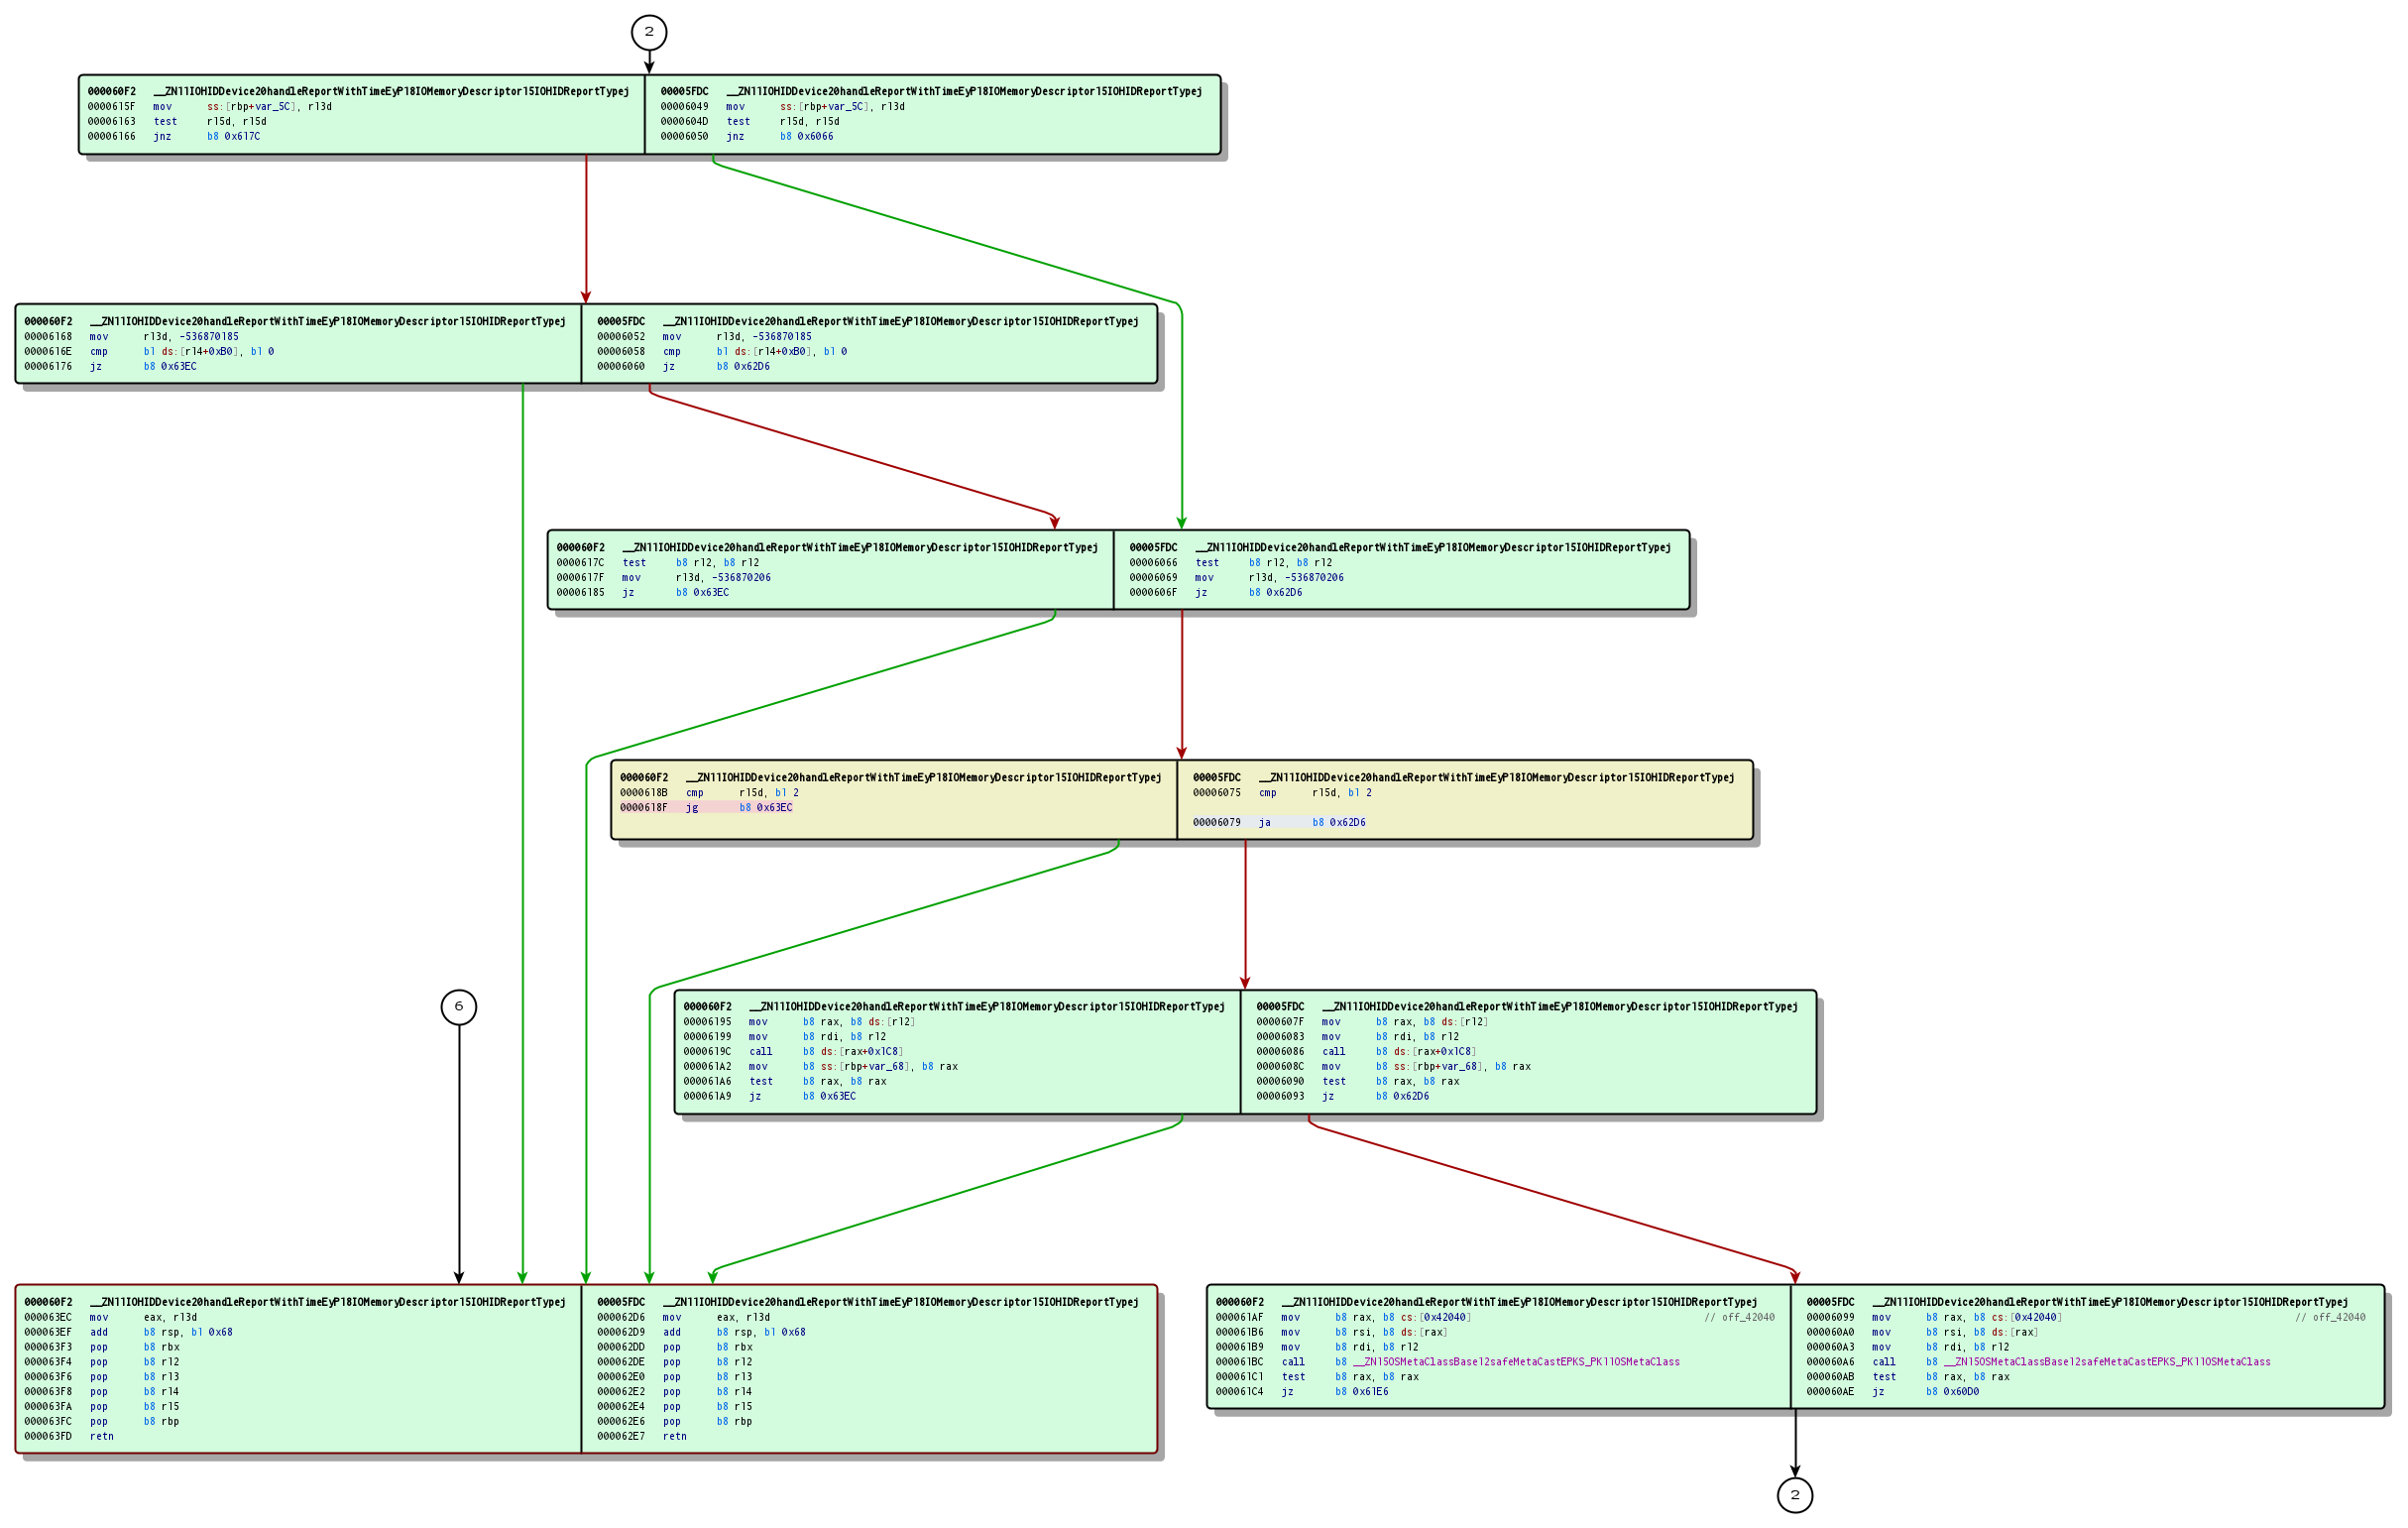 2
000060F2 __ZN11IOHIDDevice20handleReportWithTimeEyP18IOMemoryDescriptor15IOHIDReportTypej
0000615F mov ss:[rbp+var_5C], r13d
00006163 test r15d, r15d
00006166 jnz b8 0x617C
00005FDC __ZN11IOHIDDevice20handleReportWithTimeEyP18IOMemoryDescriptor15IOHIDReportTypej
00006049 mov ss:[rbp+var_5C], r13d
0000604D test r15d, r15d
00006050 jnz b8 0x6066
000060F2 __ZN11IOHIDDevice20handleReportWithTimeEyP18IOMemoryDescriptor15IOHIDReportTypej
00006168 mov r13d, -536870185
0000616E cmp b1 ds:[r14+0xB0], b1 0
00006176 jz b8 0x63EC
00005FDC __ZN11IOHIDDevice20handleReportWithTimeEyP18IOMemoryDescriptor15IOHIDReportTypej
00006052 mov r13d, -536870185
00006058 cmp b1 ds:[r14+0xB0], b1 0
00006060 jz b8 0x62D6
000060F2 __ZN11IOHIDDevice20handleReportWithTimeEyP18IOMemoryDescriptor15IOHIDReportTypej
0000617C test b8 r12, b8 r12
0000617F mov r13d, -536870206
00006185 jz b8 0x63EC
00005FDC __ZN11IOHIDDevice20handleReportWithTimeEyP18IOMemoryDescriptor15IOHIDReportTypej
00006066 test b8 r12, b8 r12
00006069 mov r13d, -536870206
0000606F jz b8 0x62D6
000060F2 __ZN11IOHIDDevice20handleReportWithTimeEyP18IOMemoryDescriptor15IOHIDReportTypej
0000618B cmp r15d, b1 2
0000618F jg b8 0x63EC
00005FDC __ZN11IOHIDDevice20handleReportWithTimeEyP18IOMemoryDescriptor15IOHIDReportTypej
00006075 cmp r15d, b1 2
00006079 ja b8 0x62D6
6
000060F2 __ZN11IOHIDDevice20handleReportWithTimeEyP18IOMemoryDescriptor15IOHIDReportTypej
00006195 mov b8 rax, b8 ds:[r12]
00006199 mov b8 rdi, b8 r12
0000619C call b8 ds:[rax+0x1C8]
000061A2 mov b8 ss:[rbp+var_68], b8 rax
000061A6 test b8 rax, b8 rax
000061A9 jz b8 0x63EC
00005FDC __ZN11IOHIDDevice20handleReportWithTimeEyP18IOMemoryDescriptor15IOHIDReportTypej
0000607F mov b8 rax, b8 ds:[r12]
00006083 mov b8 rdi, b8 r12
00006086 call b8 ds:[rax+0x1C8]
0000608C mov b8 ss:[rbp+var_68], b8 rax
00006090 test b8 rax, b8 rax
00006093 jz b8 0x62D6
000060F2 __ZN11IOHIDDevice20handleReportWithTimeEyP18IOMemoryDescriptor15IOHIDReportTypej
000063EC mov eax, r13d
000063EF add b8 rsp, b1 0x68
000063F3 pop b8 rbx
000063F4 pop b8 r12
000063F6 pop b8 r13
000063F8 pop b8 r14
000063FA pop b8 r15
000063FC pop b8 rbp
000063FD retn
00005FDC __ZN11IOHIDDevice20handleReportWithTimeEyP18IOMemoryDescriptor15IOHIDReportTypej
000062D6 mov eax, r13d
000062D9 add b8 rsp, b1 0x68
000062DD pop b8 rbx
000062DE pop b8 r12
000062E0 pop b8 r13
000062E2 pop b8 r14
000062E4 pop b8 r15
000062E6 pop b8 rbp
000062E7 retn
000060F2 __ZN11IOHIDDevice20handleReportWithTimeEyP18IOMemoryDescriptor15IOHIDReportTypej
000061AF mov b8 rax, b8 cs:[0x42040] // off_42040
000061B6 mov b8 rsi, b8 ds:[rax]
000061B9 mov b8 rdi, b8 r12
000061BC call b8 __ZN15OSMetaClassBase12safeMetaCastEPKS_PK11OSMetaClass
000061C1 test b8 rax, b8 rax
000061C4 jz b8 0x61E6
00005FDC __ZN11IOHIDDevice20handleReportWithTimeEyP18IOMemoryDescriptor15IOHIDReportTypej
00006099 mov b8 rax, b8 cs:[0x42040] // off_42040
000060A0 mov b8 rsi, b8 ds:[rax]
000060A3 mov b8 rdi, b8 r12
000060A6 call b8 __ZN15OSMetaClassBase12safeMetaCastEPKS_PK11OSMetaClass
000060AB test b8 rax, b8 rax
000060AE jz b8 0x60D0
2